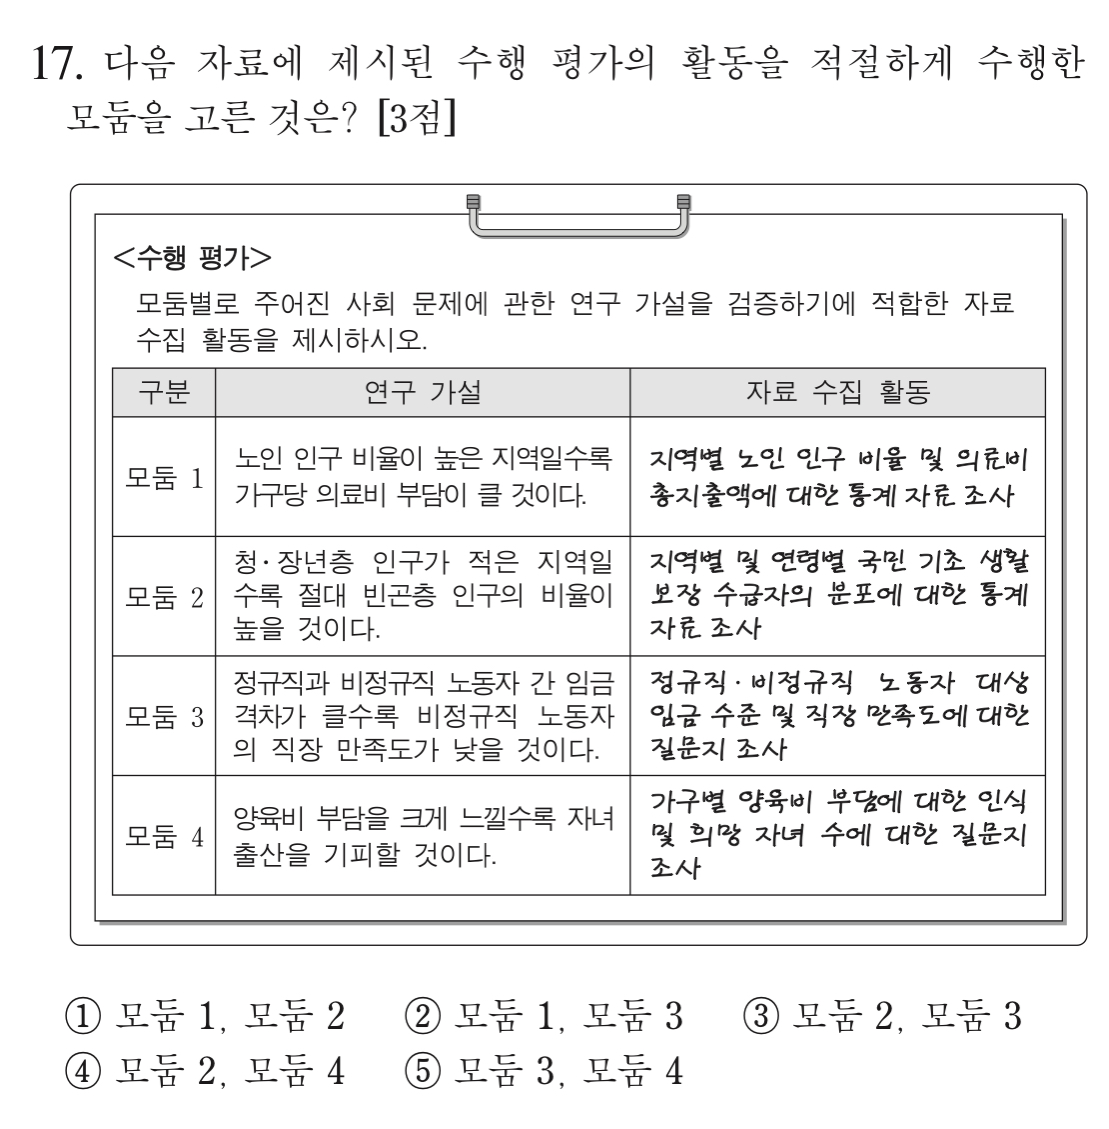 17. 다음 자료에 제시된 수행 평가의 활동을 적절하게 수행한
모둠을 고른 것은? [3점]
<수행 평가>
모둠별로 주어진 사회 문제에 관한 연구 가설을 검증하기에 적합한 자료
수집 활동을 제시하시오.
구분 연구 가설 자료 수집 활동
모둠 1
노인 인구 비율이 높은 지역일수록
가구당 의료비 부담이 클 것이다.
지역별 노인 인구 비율 및 의료비
총지출액에 대한 통계 자료 조사
모둠 2
청·장년층 인구가 적은 지역일
수록 절대 빈곤층 인구의 비율이
높을 것이다.
지역별 및 연령별 국민 기초 생활
보장 수급자의 분포에 대한 통계
자료 조사
모둠 3
정규직과 비정규직 노동자 간 임금
격차가 클수록 비정규직 노동자
의 직장 만족도가 낮을 것이다.
정규직·비정규직 노동자 대상
임금 수준 및 직장 만족도에 대한
질문지 조사
모둠 4
양육비 부담을 크게 느낄수록 자녀
출산을 기피할 것이다.
가구별 양육비 부담에 대한 인식
및 희망 자녀 수에 대한 질문지
조사
① 모둠 1, 모둠 2 ② 모둠 1, 모둠 3 ③ 모둠 2, 모둠 3
④ 모둠 2, 모둠 4 ⑤ 모둠 3, 모둠 4